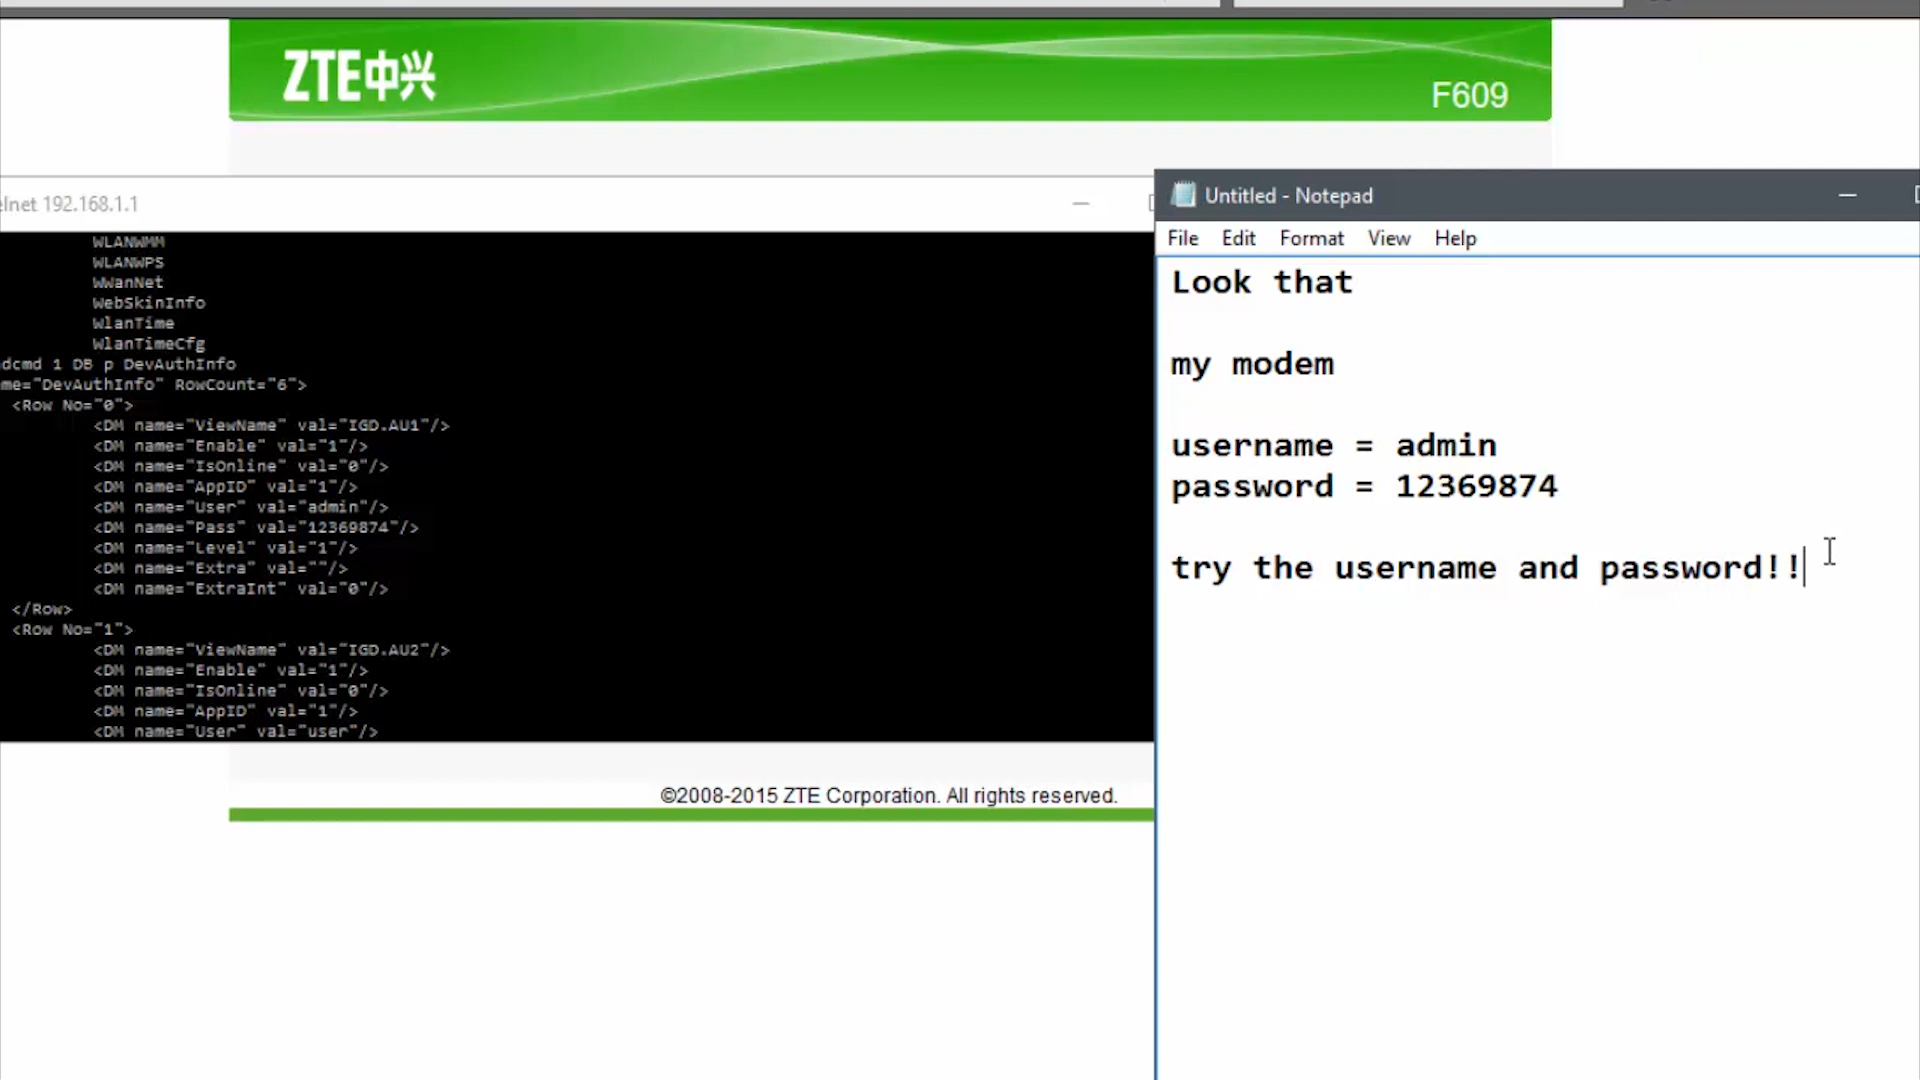 ZTE中兴
F609
elnet 192.168.1.1
WLANWMM
WLANWPS
WWanNet
WebSkinInfo
WlanTime
WlanTimeCfg
dcmd 1 DB p DevAuthInfo
me="DevAuthInfo" RowCount="6">
<Row No="0">
<DM name="ViewName" val="IGD.AU1"/>
<DM name="Enable" val="1"/>
<DM name="IsOnline" val="0"/>
<DM name="AppID" val="1"/>
<DM name="User" val="admin"/>
<DM name="Pass" val="12369874"/>
<DM name="Level" val="1"/>
<DM name="Extra" val=""/>
<DM name="ExtraInt" val="0"/>
</Row>
<Row No="1">
<DM name="ViewName" val="IGD.AU2"/>
<DM name="Enable" val="1"/>
<DM name="IsOnline" val="0"/>
<DM name="AppID" val="1"/>
<DM name="User" val="user"/>
©2008-2015 ZTE Corporation. All rights reserved.
Untitled - Notepad
File Edit Format View Help
Look that
my modem
username = admin
password = 12369874
try the username and password!!